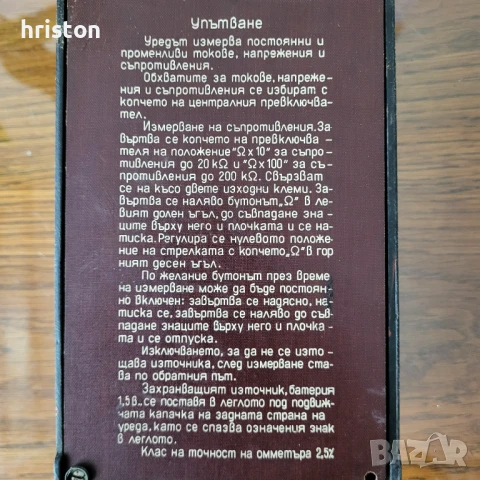 hriston
Упътване
Уредът измерва постоянни и
променливи токове, напрежения и
съпротивления.
Обхватите за токове, напреже-
ния и съпротивления се избират с
копчето на централния превключва-
тел.
Измерване на съпротивления. За-
въртва се копчето на превключва-
теля на положение "Ω x 10" за съпро-
тивления до 20 kΩ и "Ω x 100" за съ-
противления до 200 kΩ. Свързват
се на късо двете изходни клеми. За-
въртва се наляво бутонът „Ω" в ле-
вият долен ъгъл, до съвпадане зна-
ците върху него и плочката и се на-
тиска. Регулира се нулевото положе-
ние на стрелката с копчето „Ω" в гор
ният десен ъгъл.
По желание бутонът през време
на измерване може да бъде постоян-
но включен: завъртва се надясно, на-
тиска се, завъртва се наляво до съв-
падане знаците върху него и плочка-
та и се отпуска.
Изключването, за да не се изто-
щава източника, след измерване ста-
ва по обратния път.
Захранващият източник, батерия
1,5 в. се поставя в леглото под подвиж-
ната капачка на задната страна на
уреда, като се спазва означения знак
в леглото.
Клас на точност на омметъра 2,5%
bazar.bg